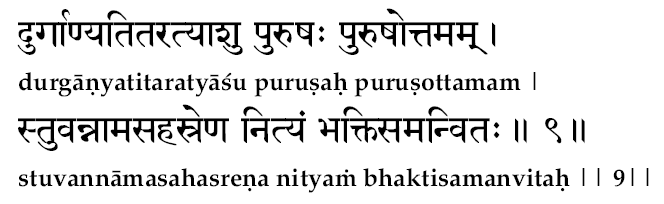 दुर्गाण्यतितरत्याशु पुरुषः पुरुषोत्तमम् ।
durgāṇyatitaratyāśu puruṣaḥ puruṣottamam |
स्तुवन्नामसहस्रेण नित्यं भक्तिसमन्वितः ॥ ९ ॥
stuvannāmasahasreṇa nityaṁ bhaktisamanvitaḥ || 9||